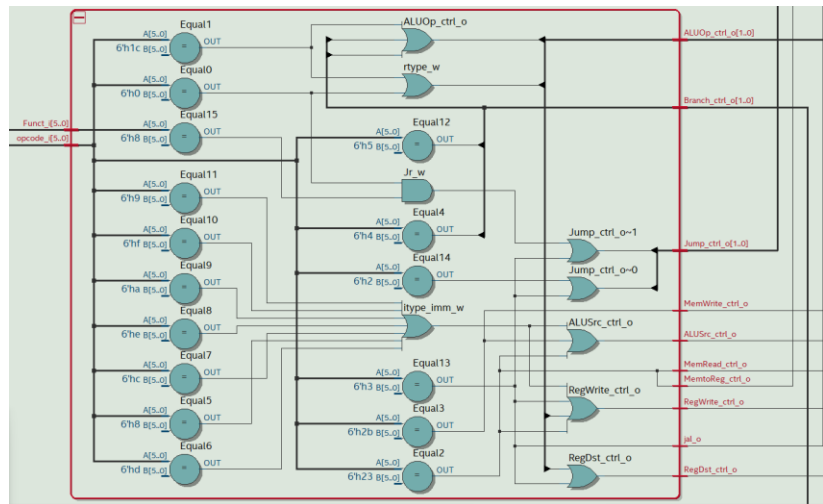 Equal1
A[5..0]
6'h1c B[5..0]
OUT
Equal0
A[5..0]
6'h0 B[5..0]
OUT
Equal15
A[5..0]
6'h8 B[5..0]
OUT
Funct_i[5..0]
opcode_i[5..0]
Equal11
A[5..0]
6'h9 B[5..0]
OUT
Equal10
A[5..0]
6'hf B[5..0]
OUT
Equal9
A[5..0]
6'ha B[5..0]
OUT
Equal8
A[5..0]
6'he B[5..0]
OUT
Equal7
A[5..0]
6'hc B[5..0]
OUT
Equal5
A[5..0]
6'h8 B[5..0]
OUT
Equal6
A[5..0]
6'hd B[5..0]
OUT
ALUOp_ctrl_o
rtype_w
Equal12
A[5..0]
6'h5 B[5..0]
OUT
Jr_w
Equal4
A[5..0]
6'h4 B[5..0]
OUT
Equal14
A[5..0]
6'h2 B[5..0]
OUT
itype_imm_w
Equal13
A[5..0]
6'h3 B[5..0]
OUT
Equal3
A[5..0]
6'h2b B[5..0]
OUT
Equal2
A[5..0]
6'h23 B[5..0]
OUT
Jump_ctrl_o~1
Jump_ctrl_o~0
ALUSrc_ctrl_o
RegWrite_ctrl_o
RegDst_ctrl_o
ALUOp_ctrl_o[1..0]
Branch_ctrl_o[1..0]
Jump_ctrl_o[1..0]
MemWrite_ctrl_o
ALUSrc_ctrl_o
MemRead_ctrl_o
MemtoReg_ctrl_o
RegWrite_ctrl_o
jal_o
RegDst_ctrl_o